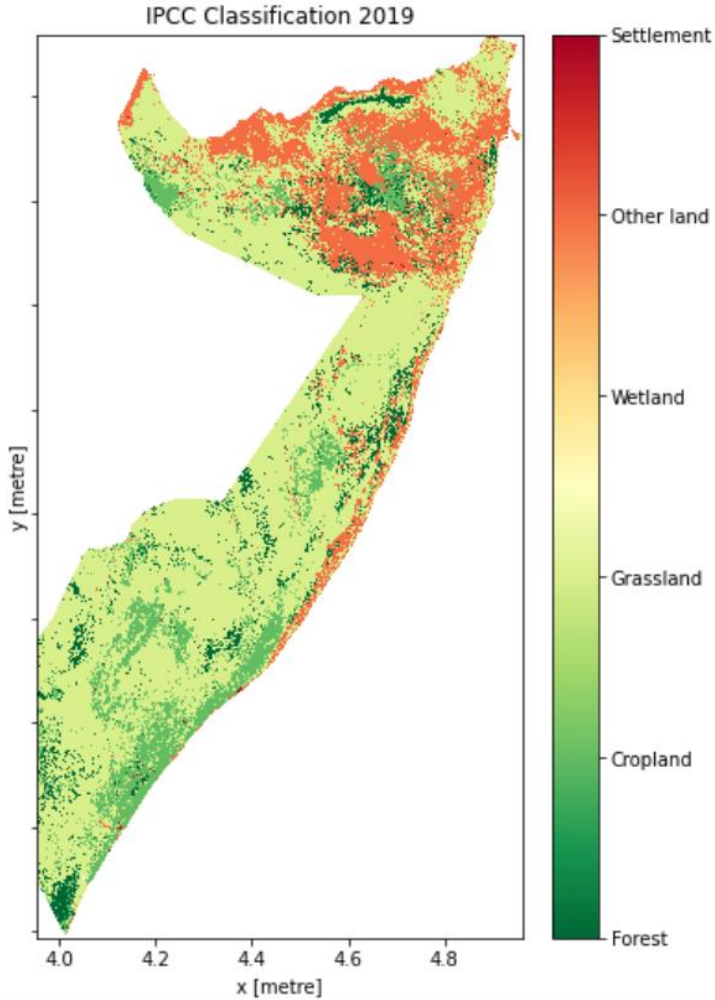 IPCC Classification 2019
Settlement
Other land
Wetland
Grassland
Cropland
Forest
y [metre]
4.0 4.2 4.4 4.6 4.8
x [metre]